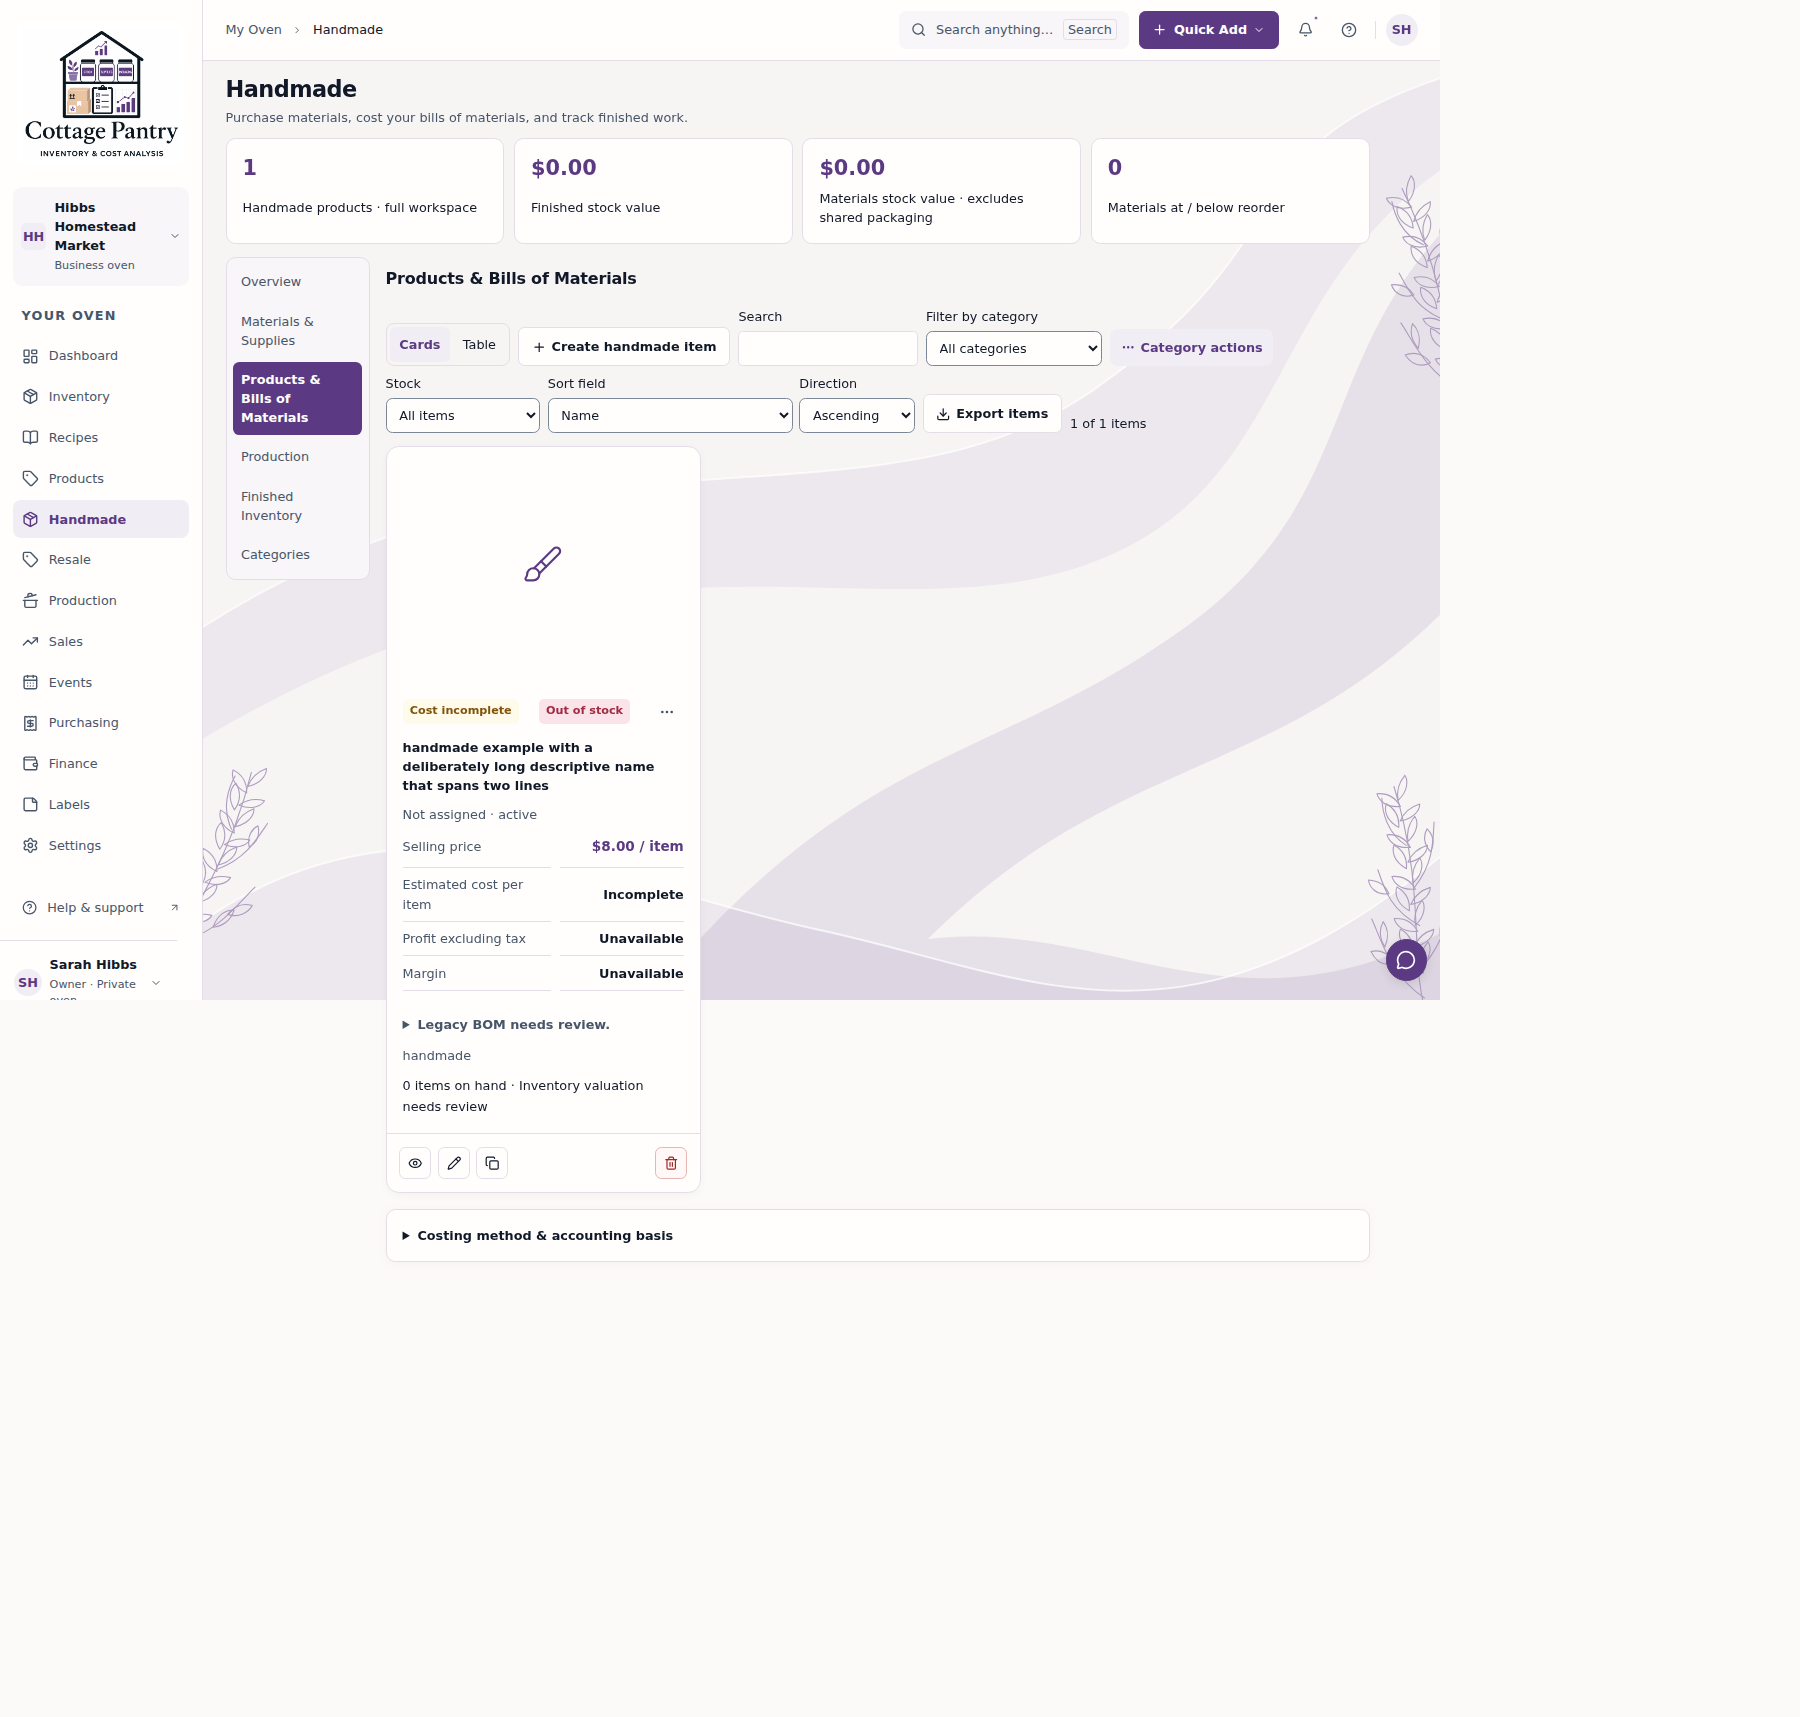 Cottage Pantry
INVENTORY & COST ANALYSIS
HH
Hibbs
Homestead
Market
Business oven
YOUR OVEN
Dashboard
Inventory
Recipes
Products
Handmade
Resale
Production
Sales
Events
Purchasing
Finance
Labels
Settings
Help & support
SH
Sarah Hibbs
Owner · Private
My Oven
Handmade
Search anything...
Search
Quick Add
SH
Handmade
Purchase materials, cost your bills of materials, and track finished work.
1
Handmade products · full workspace
$0.00
Finished stock value
$0.00
Materials stock value · excludes
shared packaging
0
Materials at / below reorder
Overview
Materials &
Supplies
Products &
Bills of
Materials
Production
Finished
Inventory
Categories
Products & Bills of Materials
Cards
Table
Create handmade item
Search
Filter by category
All categories
··· Category actions
Stock
All items
Sort field
Name
Direction
Ascending
Export items
1 of 1 items
Cost incomplete
Out of stock
···
handmade example with a
deliberately long descriptive name
that spans two lines
Not assigned · active
Selling price
$8.00 / item
Estimated cost per
item
Incomplete
Profit excluding tax
Unavailable
Margin
Unavailable
Legacy BOM needs review.
handmade
0 items on hand · Inventory valuation
needs review
Costing method & accounting basis